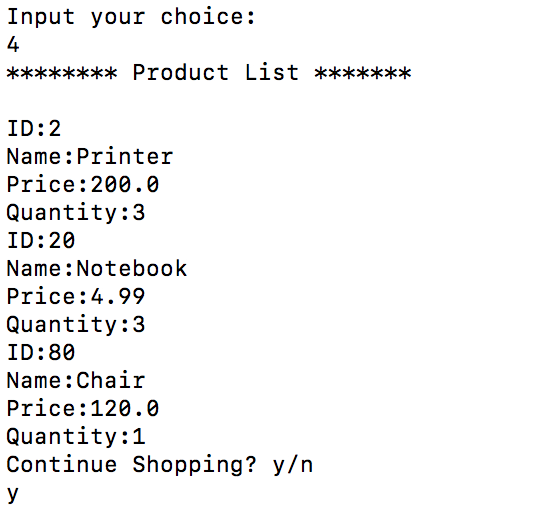 Input your choice:
4
******** Product List *******
ID:2
Name:Printer
Price:200.0
Quantity:3
ID:20
Name:Notebook
Price:4.99
Quantity:3
ID:80
Name:Chair
Price:120.0
Quantity:1
Continue Shopping? y/n
y